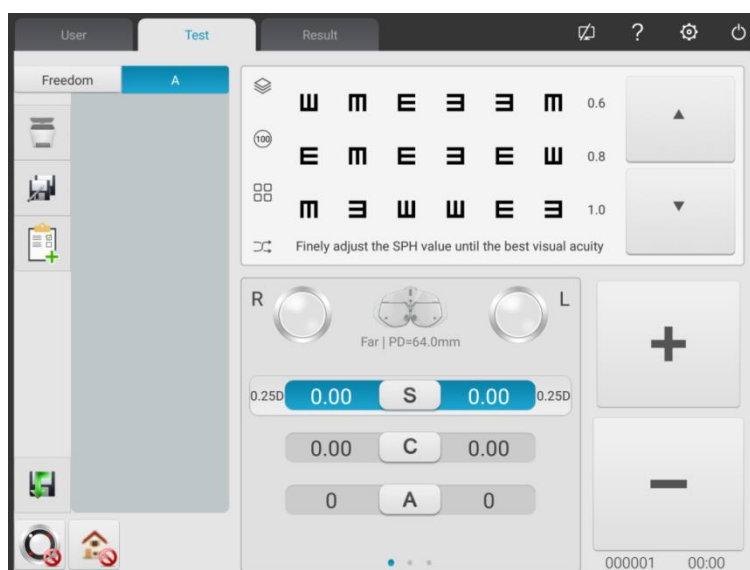 User Test Result
Freedom A
E 0.6
100
E 0.8
E E 1.0
Finely adjust the SPH value until the best visual acuity
R L
Far | PD=64.0mm
0.25D 0.00 S 0.00 0.25D
0.00 C 0.00
0 A 0
000001 00:00